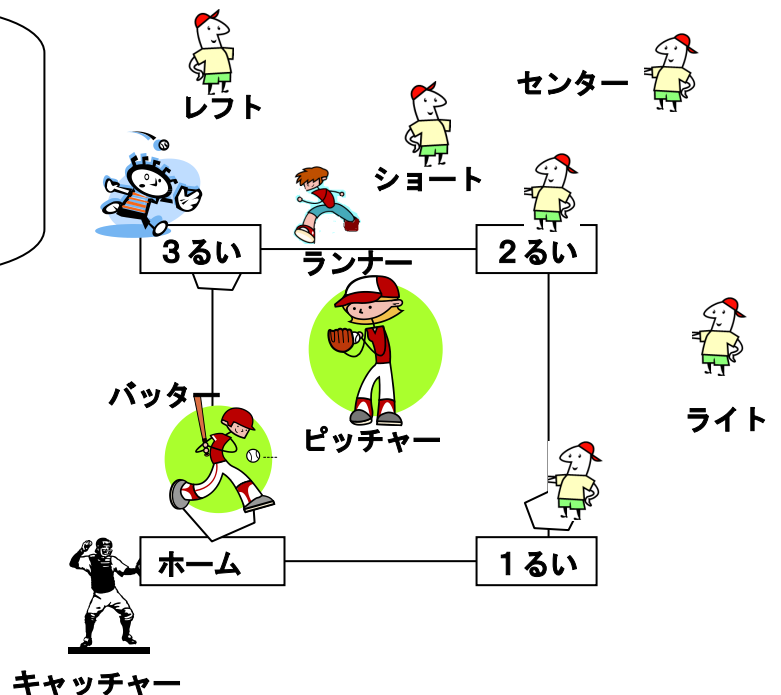 レフト
センター
ショート
3るい
2るい
ランナー
バッター
ピッチャー
ライト
ホーム
1るい
キャッチャー